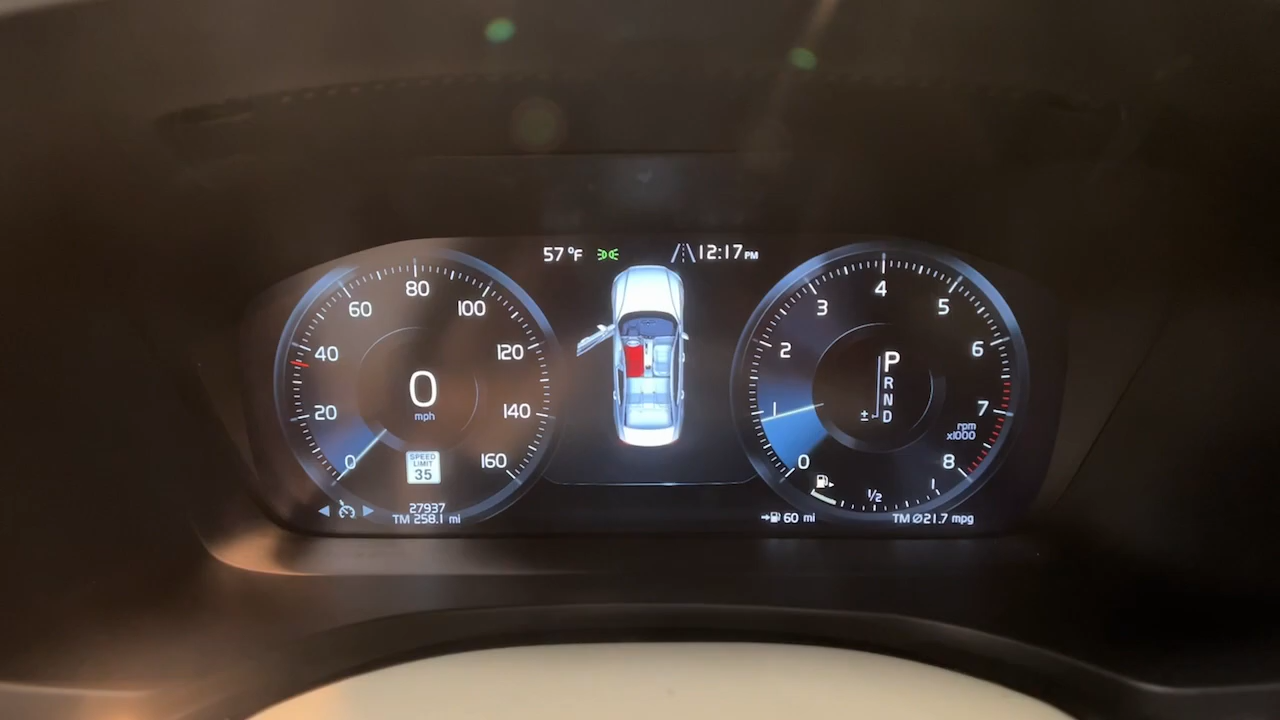 57 °F
12:17 PM
0
20
40
60
80
100
120
140
160
0
mph
SPEED
LIMIT
35
27937
TM 258.1 mi
0
1
2
3
4
5
6
7
8
rpm
x1000
P
R
N
D
±
1/2
1
60 mi
TM Ø21.7 mpg